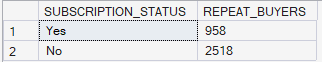 SUBSCRIPTION_STATUS REPEAT_BUYERS
1 Yes 958
2 No 2518